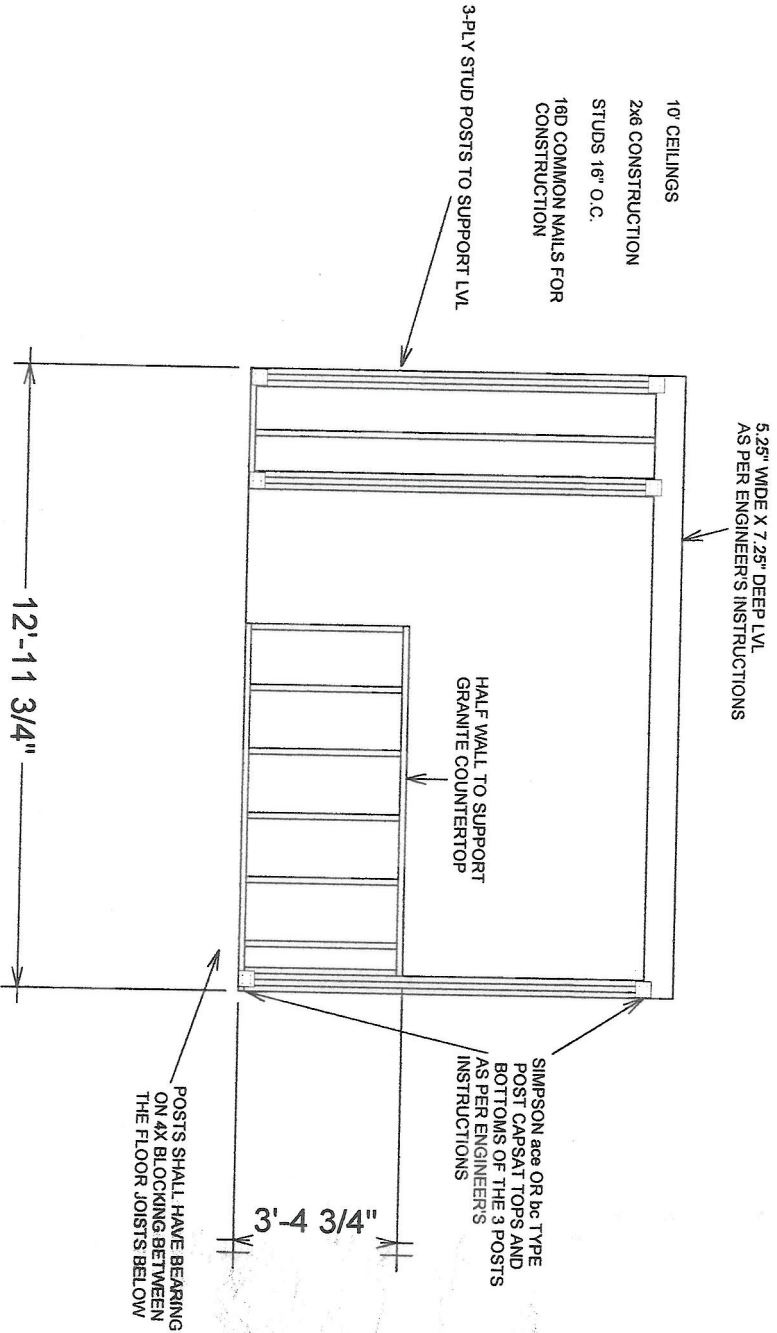 10' CEILINGS
2x6 CONSTRUCTION
STUDS 16" O.C.
16D COMMON NAILS FOR
CONSTRUCTION
3-PLY STUD POSTS TO SUPPORT LVL
5.25" WIDE X 7.25" DEEP LVL
AS PER ENGINEER'S INSTRUCTIONS
HALF WALL TO SUPPORT
GRANITE COUNTERTOP
SIMPSON ace OR bc TYPE
POST CAPSAT TOPS AND
BOTTOMS OF THE 3 POSTS
AS PER ENGINEER'S
INSTRUCTIONS
12'-11 3/4"
3'-4 3/4"
POSTS SHALL HAVE BEARING
ON 4X BLOCKING BETWEEN
THE FLOOR JOISTS BELOW